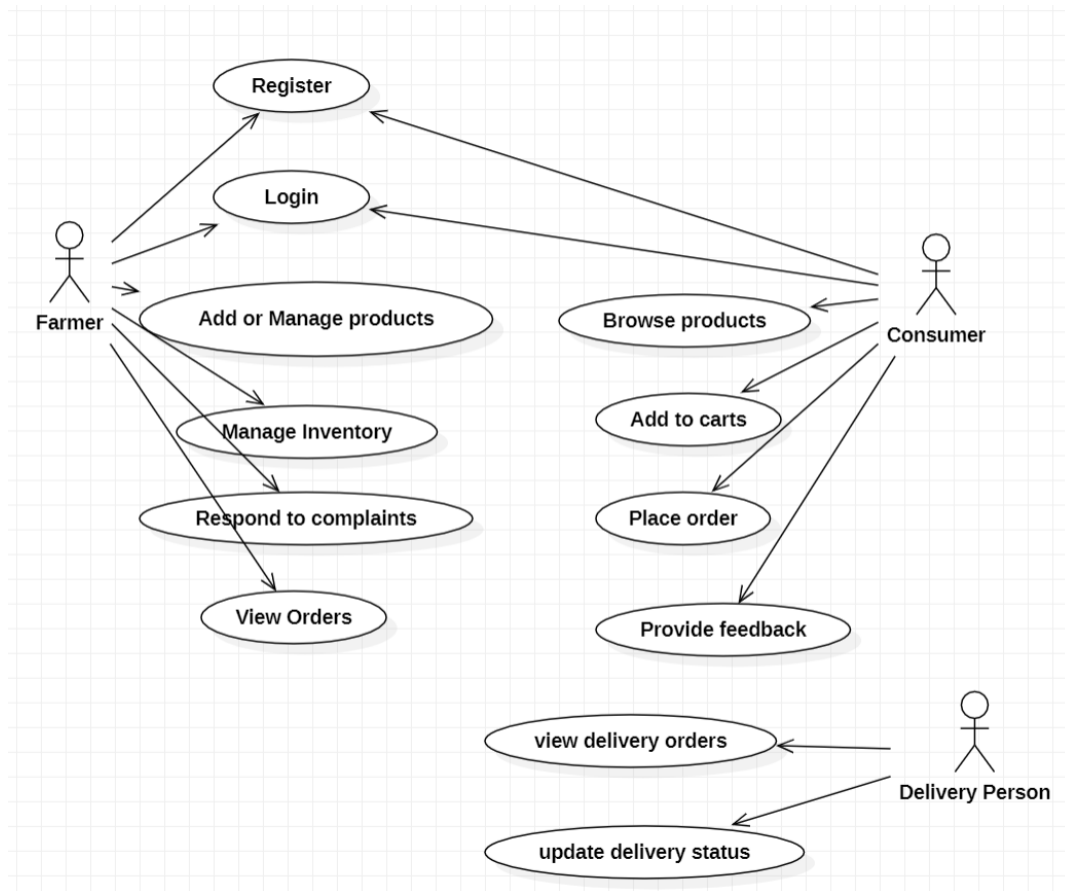 Register
Login
Farmer
Add or Manage products
Browse products
Consumer
Manage Inventory
Add to carts
Respond to complaints
Place order
View Orders
Provide feedback
view delivery orders
Delivery Person
update delivery status